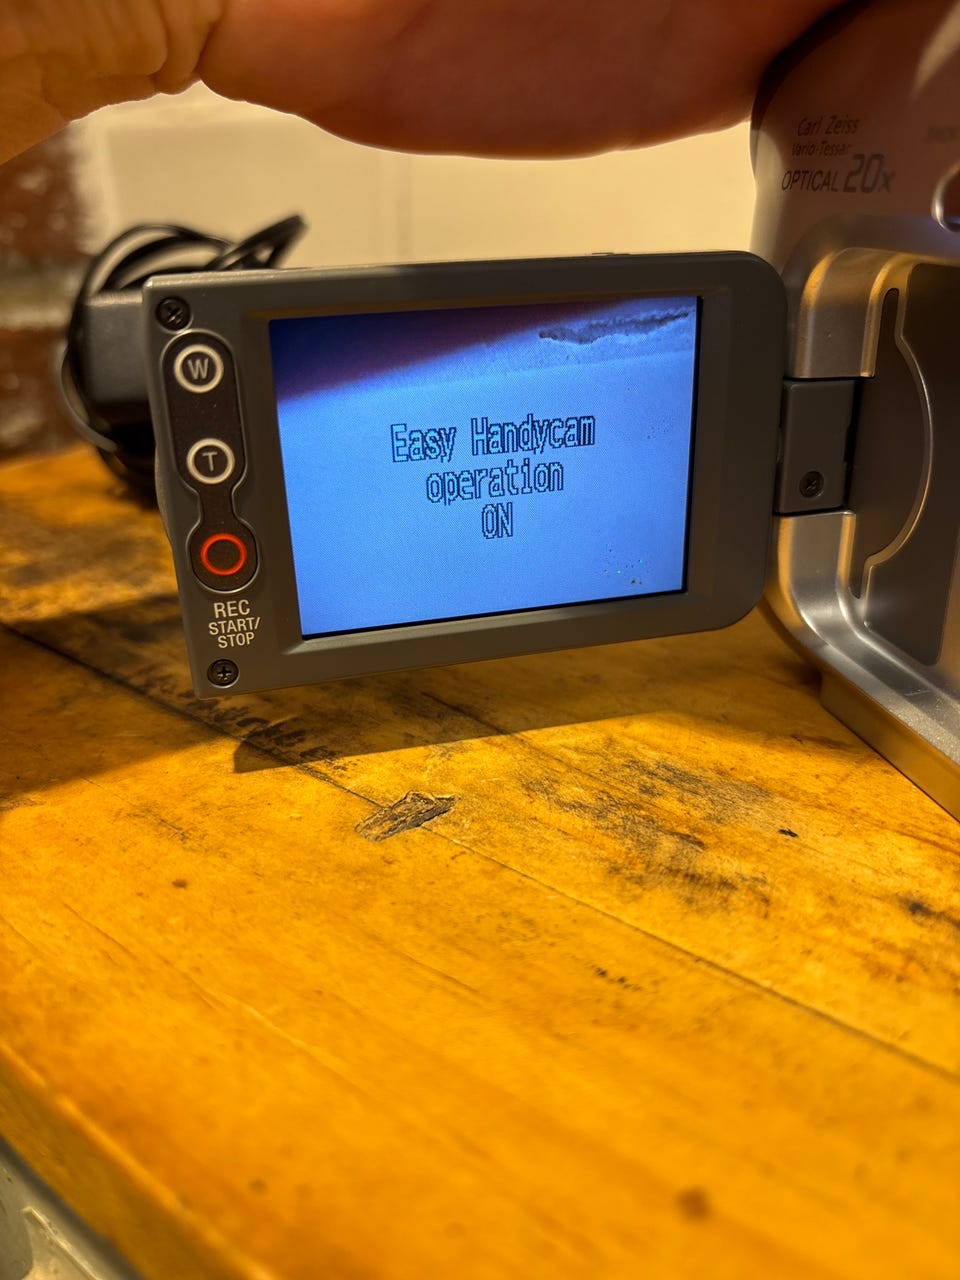 Carl Zeiss
Vario-Tessar
OPTICAL 20x
W
T
REC
START/
STOP
Easy Handycam
operation
ON